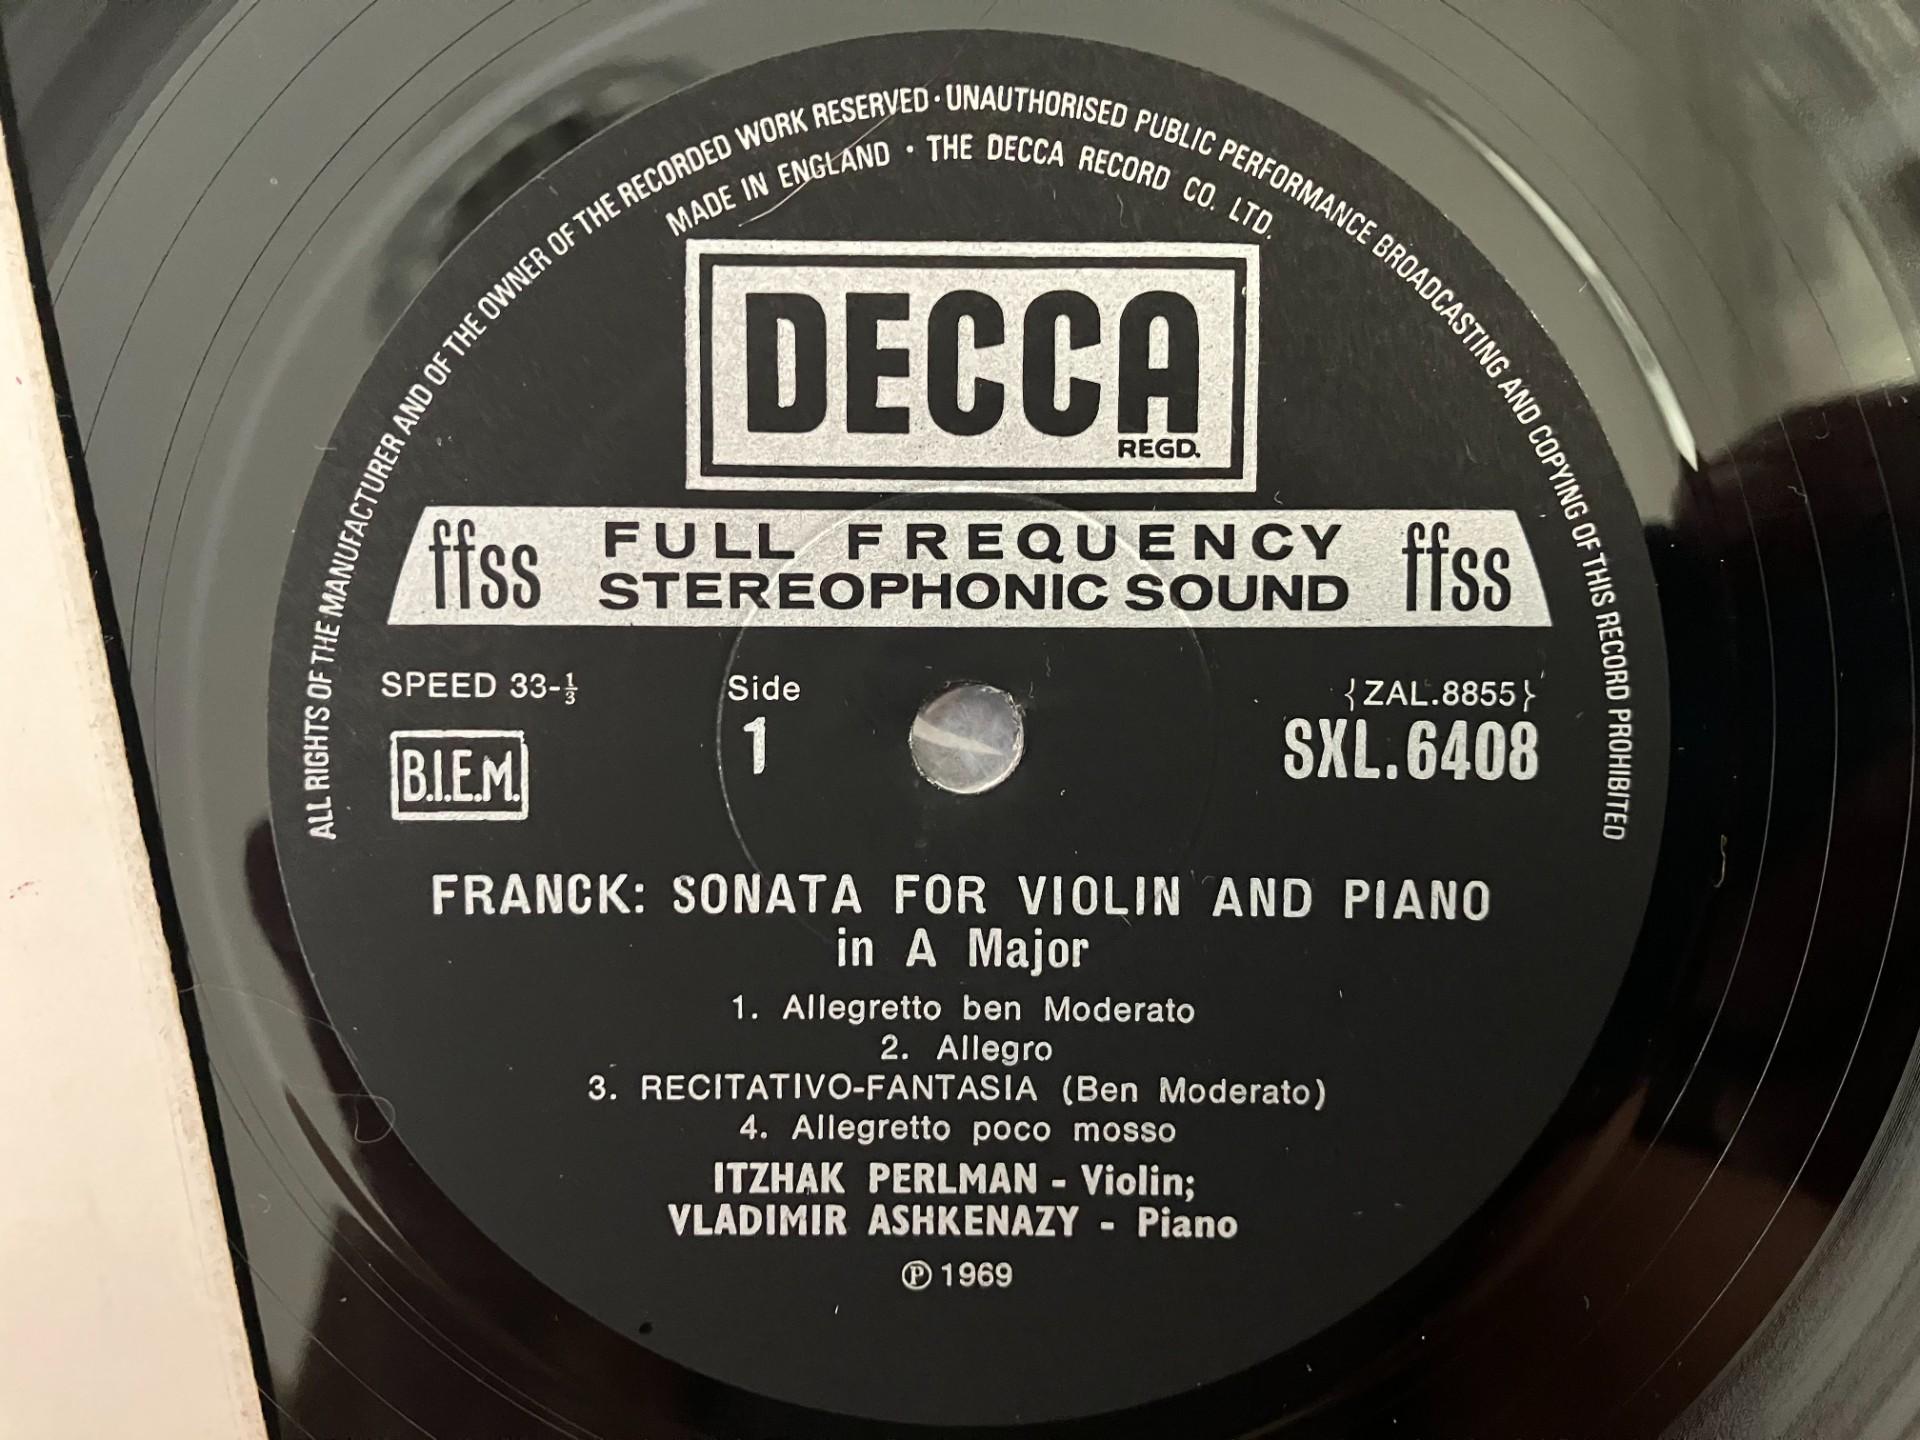 ALL RIGHTS OF THE MANUFACTURER AND OF THE OWNER OF THE RECORDED WORK RESERVED · UNAUTHORISED PUBLIC PERFORMANCE BROADCASTING AND COPYING OF THIS RECORD PROHIBITED
MADE IN ENGLAND · THE DECCA RECORD CO. LTD.
DECCA
REGD.
ffss FULL FREQUENCY STEREOPHONIC SOUND ffss
SPEED 33-⅓
Side
1
{ZAL.8855}
SXL.6408
B.I.E.M.
FRANCK: SONATA FOR VIOLIN AND PIANO
in A Major
1. Allegretto ben Moderato
2. Allegro
3. RECITATIVO-FANTASIA (Ben Moderato)
4. Allegretto poco mosso
ITZHAK PERLMAN - Violin;
VLADIMIR ASHKENAZY - Piano
℗ 1969